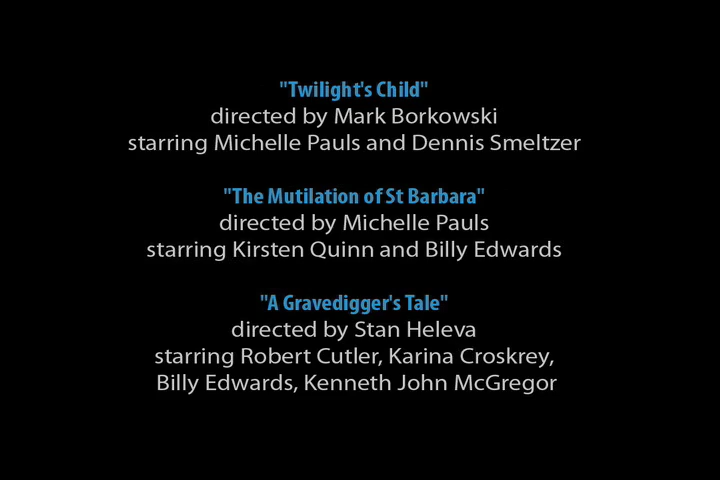 "Twilight's Child"
directed by Mark Borkowski
starring Michelle Pauls and Dennis Smeltzer
"The Mutilation of St Barbara"
directed by Michelle Pauls
starring Kirsten Quinn and Billy Edwards
"A Gravedigger's Tale"
directed by Stan Heleva
starring Robert Cutler, Karina Croskrey,
Billy Edwards, Kenneth John McGregor